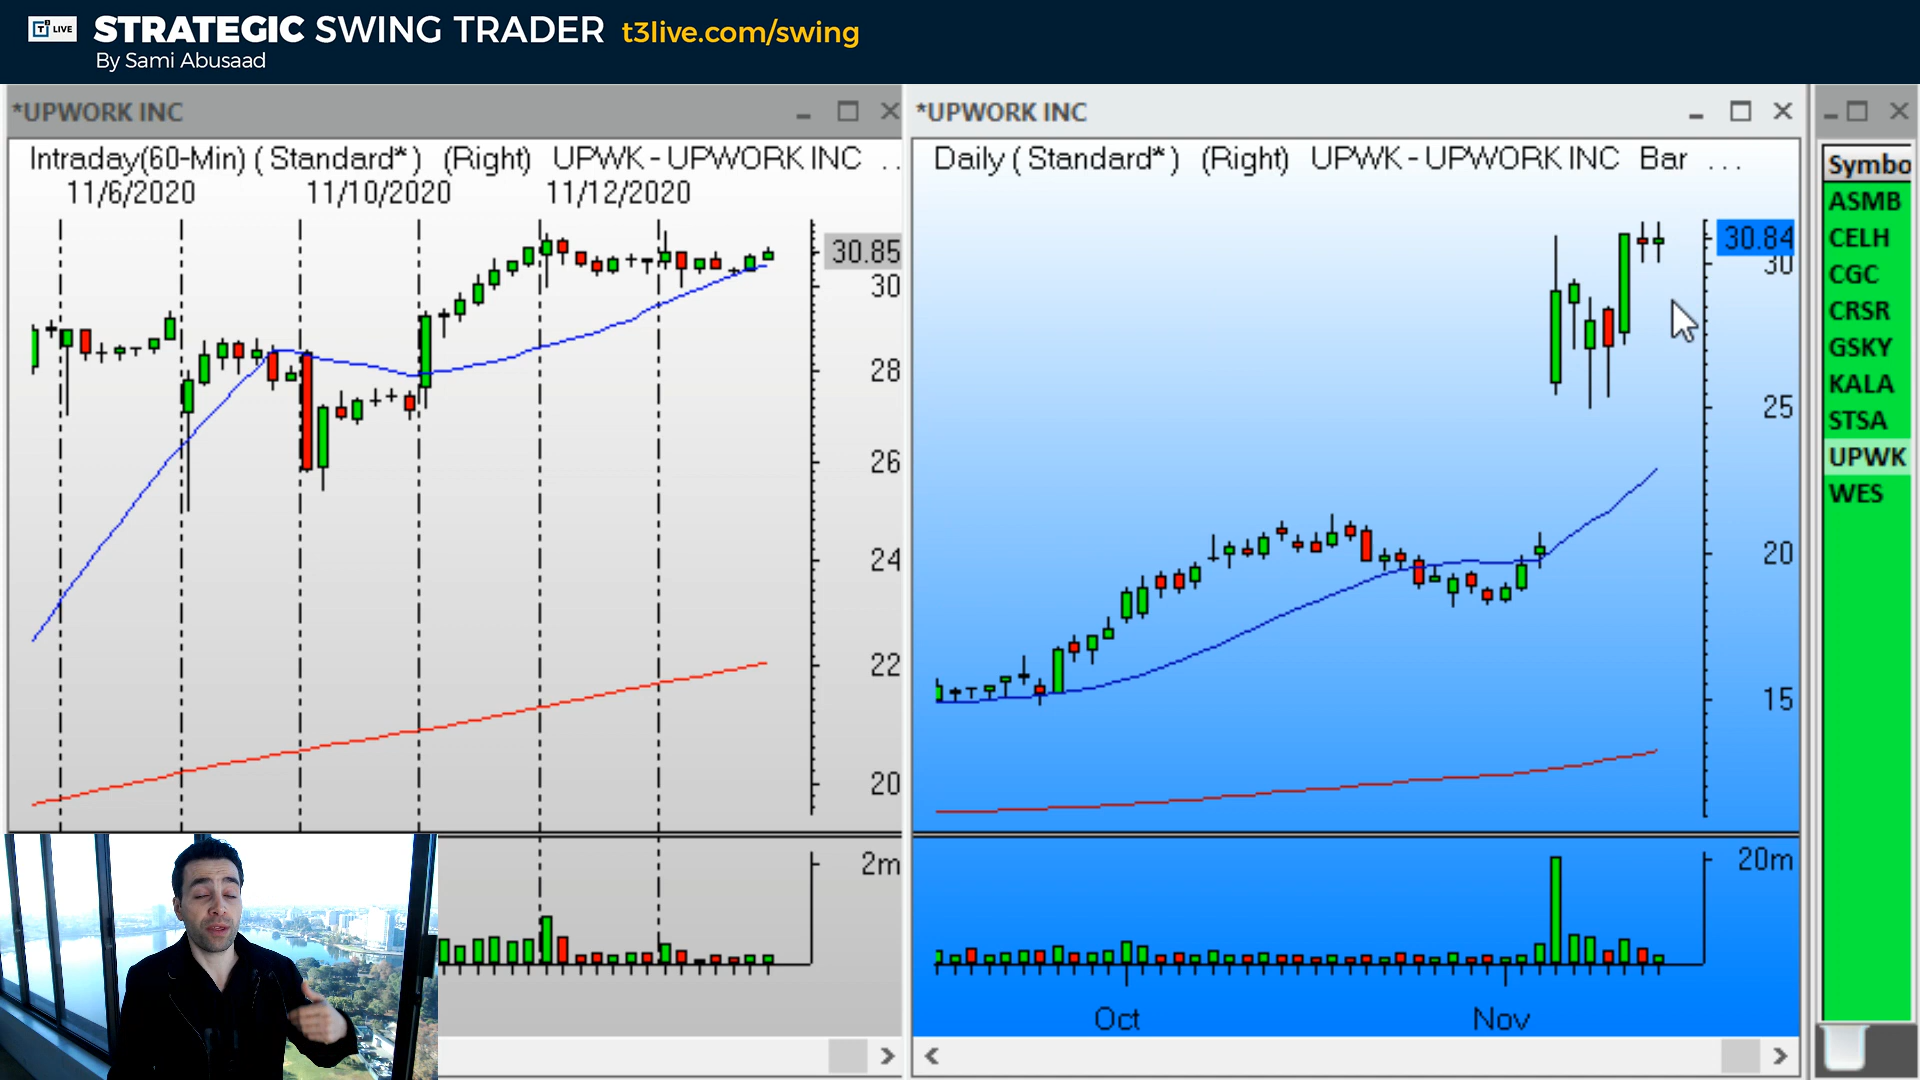 T3 LIVE STRATEGIC SWING TRADER t3live.com/swing
By Sami Abusaad
*UPWORK INC
Intraday(60-Min) ( Standard* ) (Right) UPWK - UPWORK INC ..
11/6/2020 11/10/2020 11/12/2020
30.85
30
28
26
24
22
20
2m
*UPWORK INC
Daily ( Standard* ) (Right) UPWK - UPWORK INC Bar ...
30.84
30
25
20
15
20m
Oct Nov
Symbo
ASMB
CELH
CGC
CRSR
GSKY
KALA
STSA
UPWK
WES